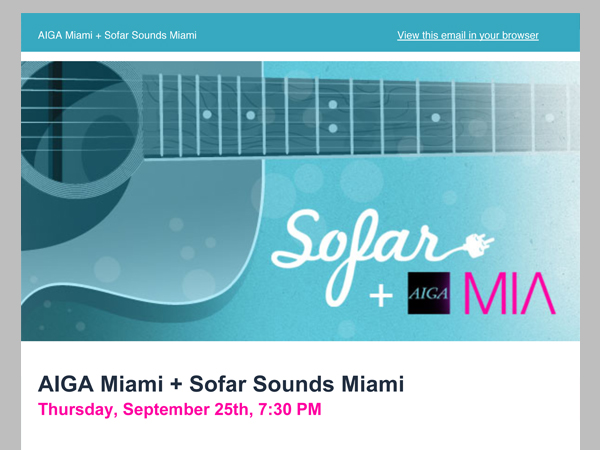 AIGA Miami + Sofar Sounds Miami
View this email in your browser
Sofar
+ AIGA MIA
AIGA Miami + Sofar Sounds Miami
Thursday, September 25th, 7:30 PM